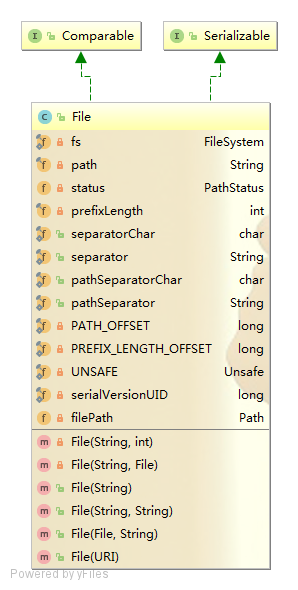 Comparable
Serializable
File
fs FileSystem
path String
status PathStatus
prefixLength int
separatorChar char
separator String
pathSeparatorChar char
pathSeparator String
PATH_OFFSET long
PREFIX_LENGTH_OFFSET long
UNSAFE Unsafe
serialVersionUID long
filePath Path
File(String, int)
File(String, File)
File(String)
File(String, String)
File(File, String)
File(URI)
Powered by yFiles